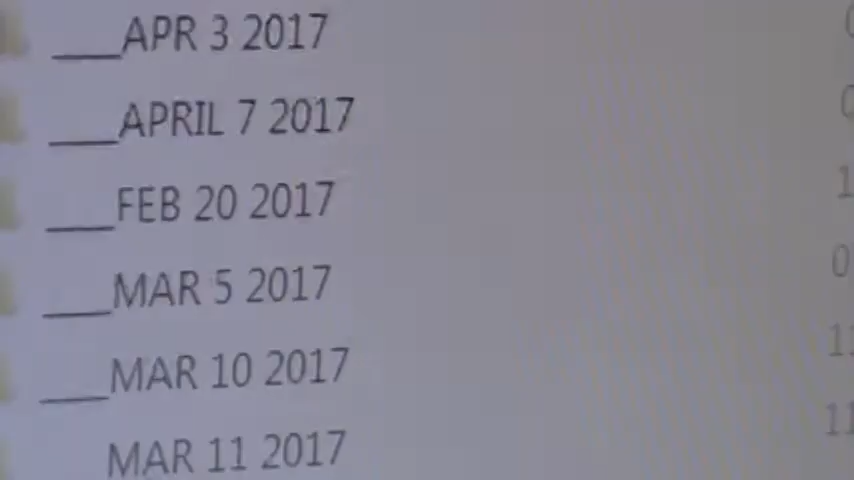 ___APR 3 2017
___APRIL 7 2017
___FEB 20 2017
___MAR 5 2017
___MAR 10 2017
MAR 11 2017